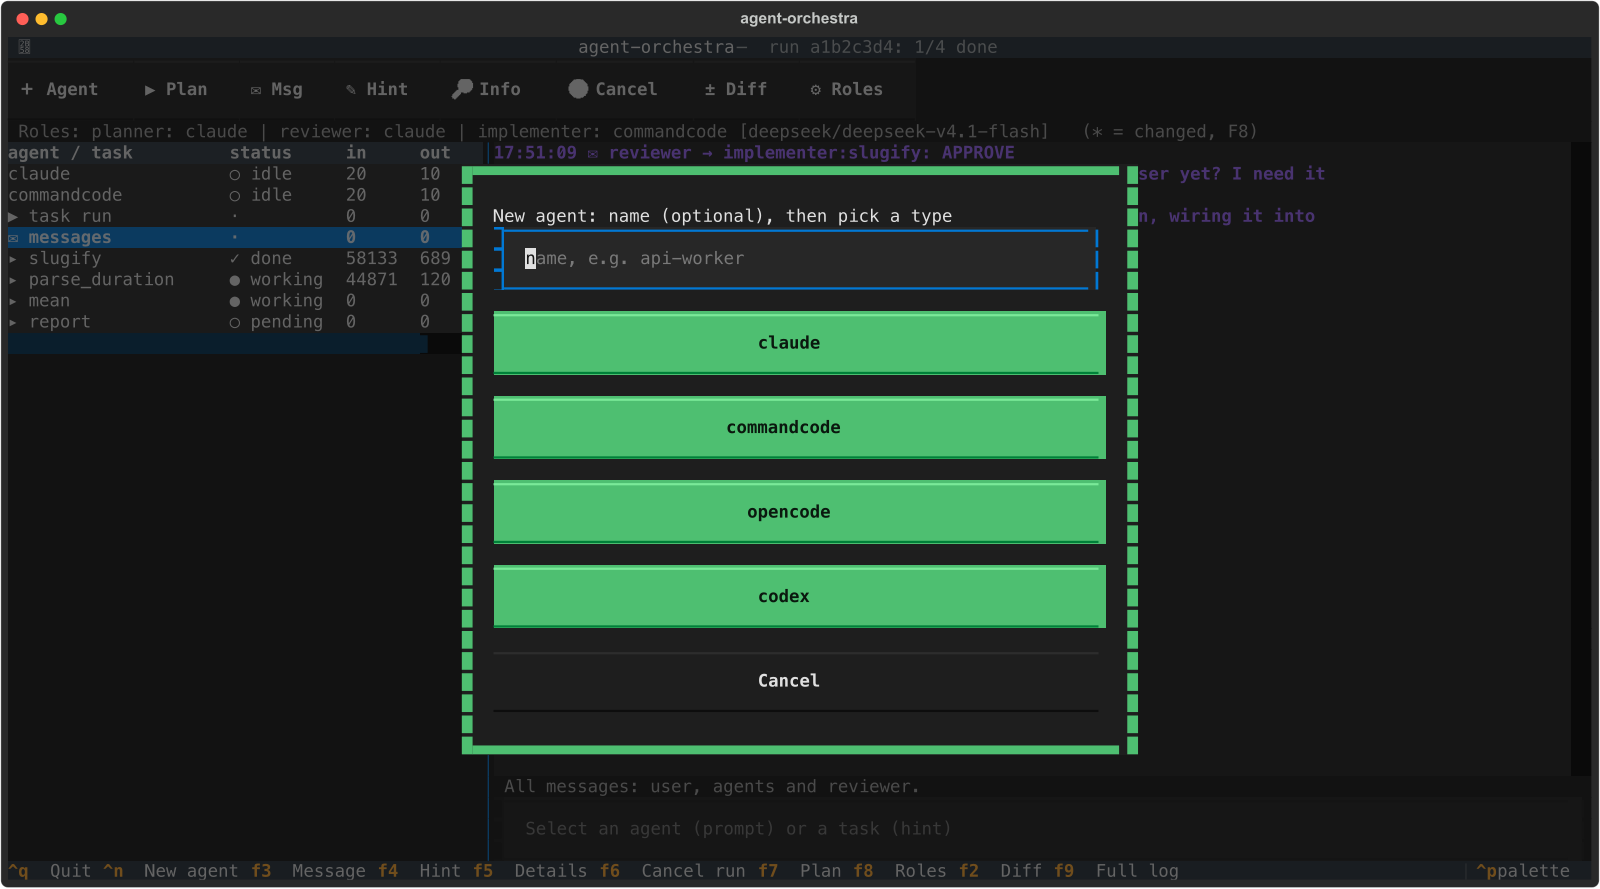 agent-orchestra
agent-orchestra— run a1b2c3d4: 1/4 done
+ Agent ▶ Plan ✉ Msg ✎ Hint 🔎 Info ⬤ Cancel ± Diff ⚙ Roles
Roles: planner: claude | reviewer: claude | implementer: commandcode [deepseek/deepseek-v4.1-flash] (* = changed, F8)
agent / task status in out
17:51:09 ✉ reviewer → implementer:slugify: APPROVE
claude ○ idle 20 10
ser yet? I need it
commandcode ○ idle 20 10
▶ task run · 0 0
n, wiring it into
✉ messages · 0 0
▸ slugify ✓ done 58133 689
▸ parse_duration ● working 44871 120
▸ mean ● working 0 0
▸ report ○ pending 0 0
New agent: name (optional), then pick a type
name, e.g. api-worker
claude
commandcode
opencode
codex
Cancel
All messages: user, agents and reviewer.
Select an agent (prompt) or a task (hint)
^q Quit ^n New agent f3 Message f4 Hint f5 Details f6 Cancel run f7 Plan f8 Roles f2 Diff f9 Full log ^ppalette